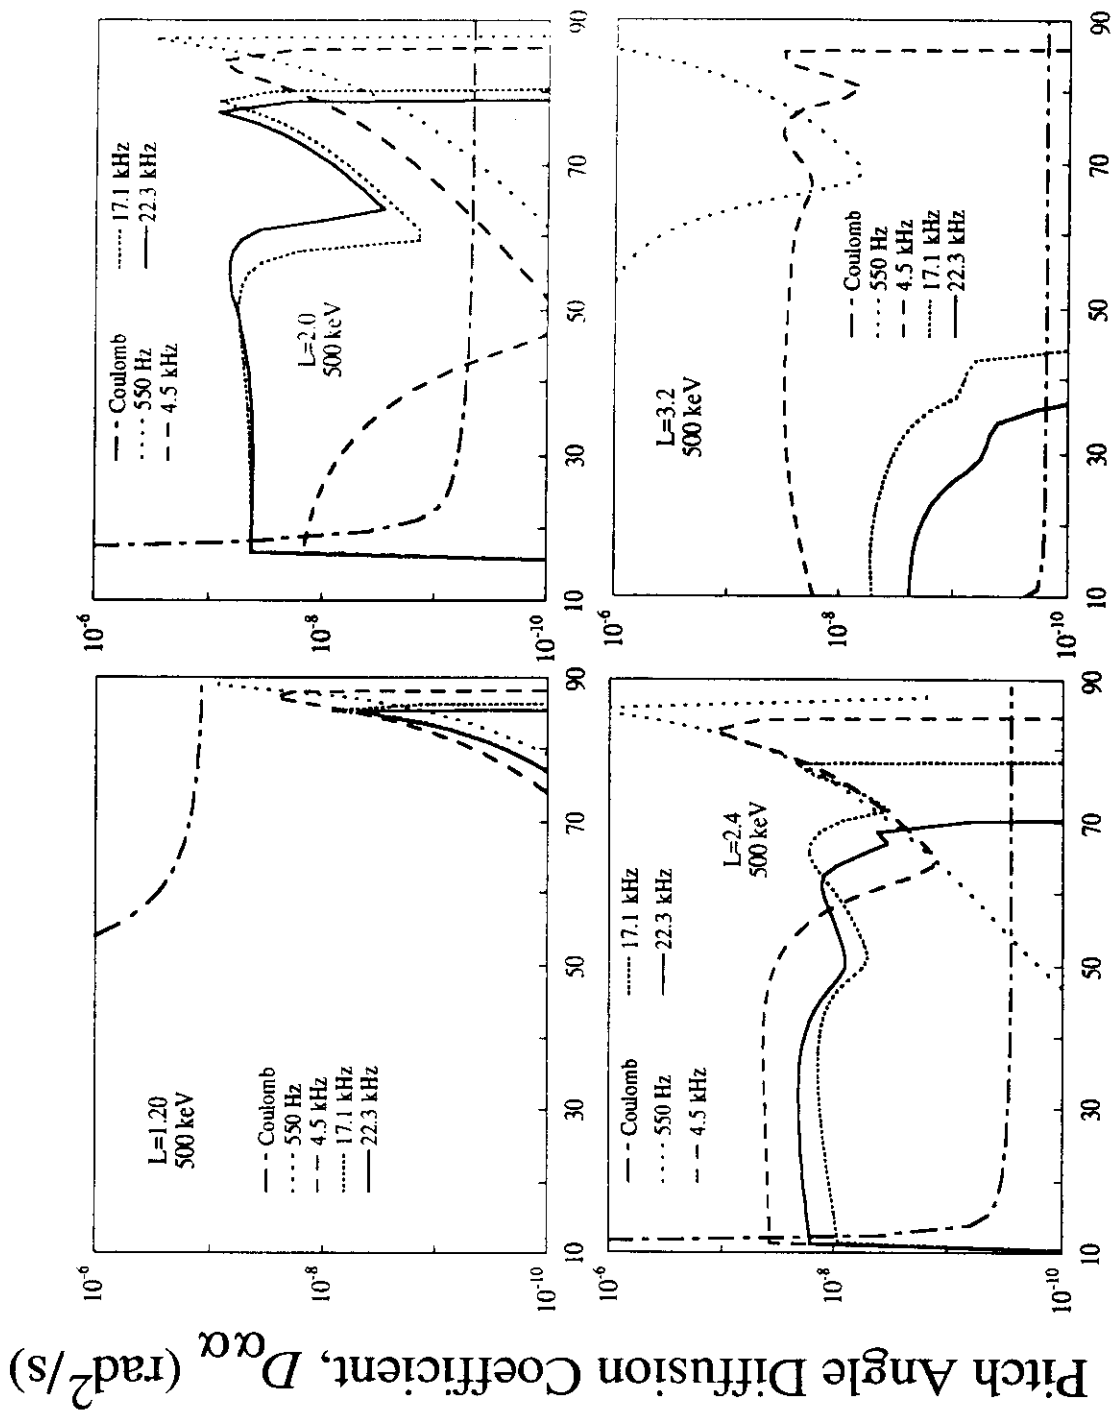 Pitch Angle Diffusion Coefficient, Dαα (rad²/s)
10⁻⁶
10⁻⁸
10⁻¹⁰
10
30
50
70
90
L=1.20
500 keV
Coulomb
550 Hz
4.5 kHz
17.1 kHz
22.3 kHz
10⁻⁶
10⁻⁸
10⁻¹⁰
10
30
50
70
90
Coulomb
550 Hz
4.5 kHz
17.1 kHz
22.3 kHz
L=2.0
500 keV
10⁻⁶
10⁻⁸
10⁻¹⁰
10
30
50
70
90
Coulomb
550 Hz
4.5 kHz
17.1 kHz
22.3 kHz
L=2.4
500 keV
10⁻⁶
10⁻⁸
10⁻¹⁰
10
30
50
70
90
L=3.2
500 keV
Coulomb
550 Hz
4.5 kHz
17.1 kHz
22.3 kHz